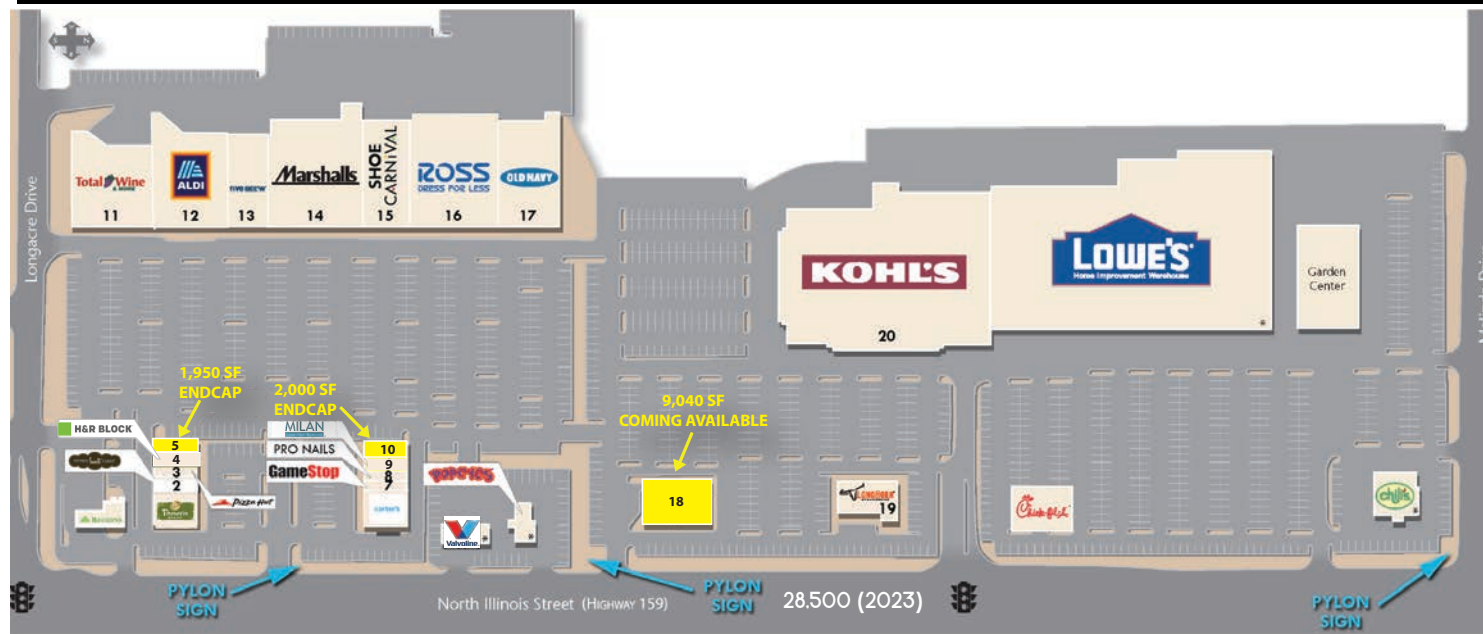 S
N
Longacre Drive
Total Wine
& MORE
11
ALDI
12
FIVE BELOW
13
Marshalls
14
SHOE
CARNIVAL
15
ROSS
DRESS FOR LESS
16
OLD NAVY
17
KOHL'S
20
LOWE'S
Home Improvement Warehouse
Garden
Center
1,950 SF
ENDCAP
2,000 SF
ENDCAP
9,040 SF
COMING AVAILABLE
H&R BLOCK
5
4
3
2
Pizza Hut
Panera
MILAN
PRO NAILS
GameStop
10
9
8
7
carter's
POPEYES
Valvoline
18
LONGHORN
19
Chick-fil-A
chili's
PYLON
SIGN
North Illinois Street (HIGHWAY 159)
PYLON
SIGN
28.500 (2023)
PYLON
SIGN